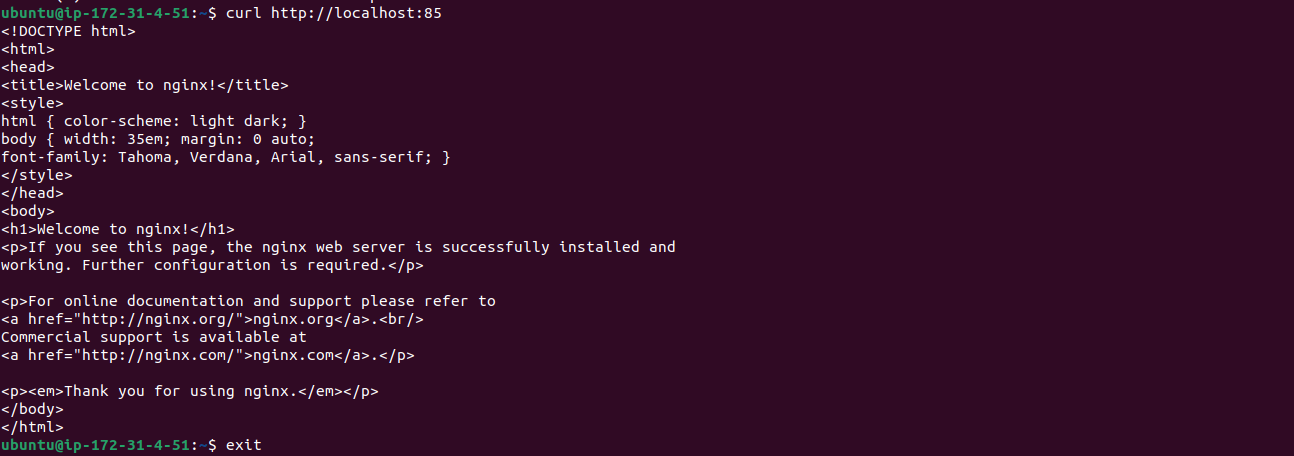 ubuntu@ip-172-31-4-51:~$ curl http://localhost:85
<!DOCTYPE html>
<html>
<head>
<title>Welcome to nginx!</title>
<style>
html { color-scheme: light dark; }
body { width: 35em; margin: 0 auto;
font-family: Tahoma, Verdana, Arial, sans-serif; }
</style>
</head>
<body>
<h1>Welcome to nginx!</h1>
<p>If you see this page, the nginx web server is successfully installed and
working. Further configuration is required.</p>

<p>For online documentation and support please refer to
<a href="http://nginx.org/">nginx.org</a>.<br/>
Commercial support is available at
<a href="http://nginx.com/">nginx.com</a>.</p>

<p><em>Thank you for using nginx.</em></p>
</body>
</html>
ubuntu@ip-172-31-4-51:~$ exit